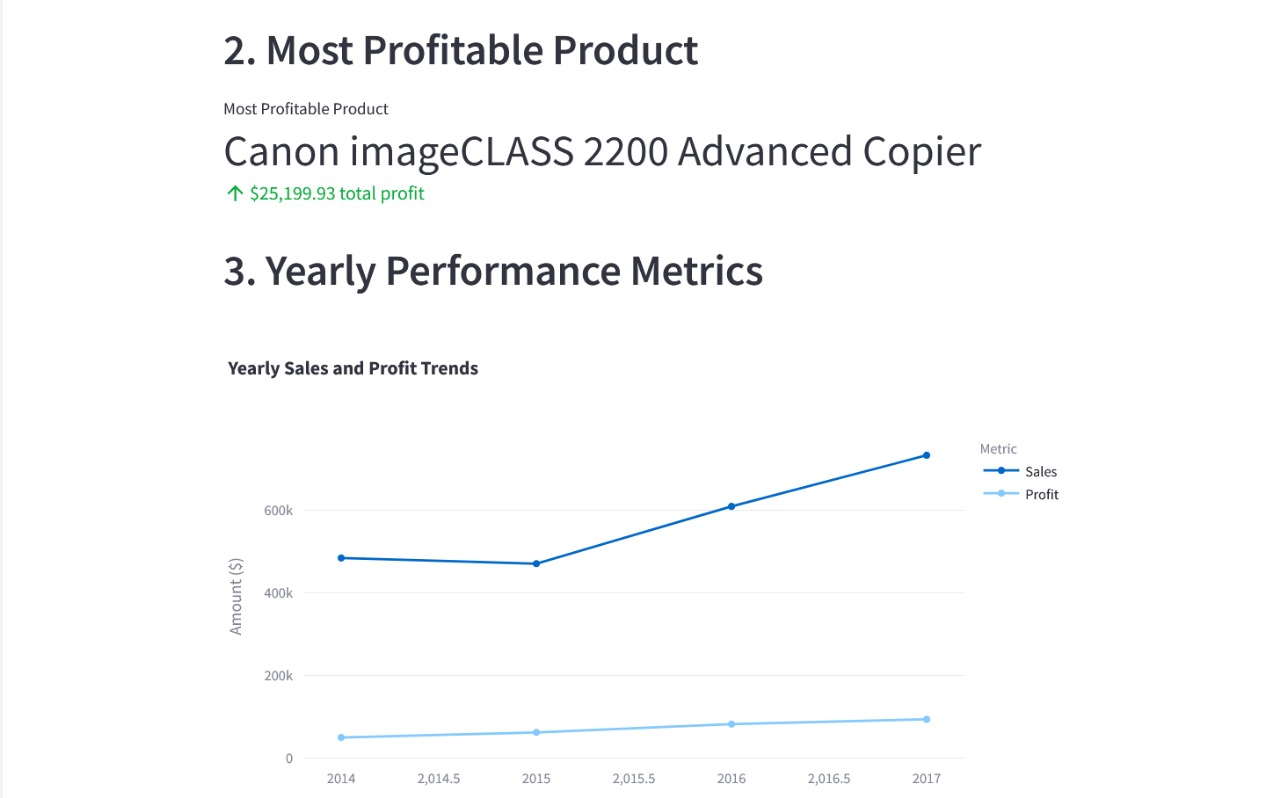 2. Most Profitable Product
Most Profitable Product
Canon imageCLASS 2200 Advanced Copier
↑ $25,199.93 total profit
3. Yearly Performance Metrics
Yearly Sales and Profit Trends
Metric
Sales
Profit
600k
400k
200k
0
Amount ($)
2014 2,014.5 2015 2,015.5 2016 2,016.5 2017